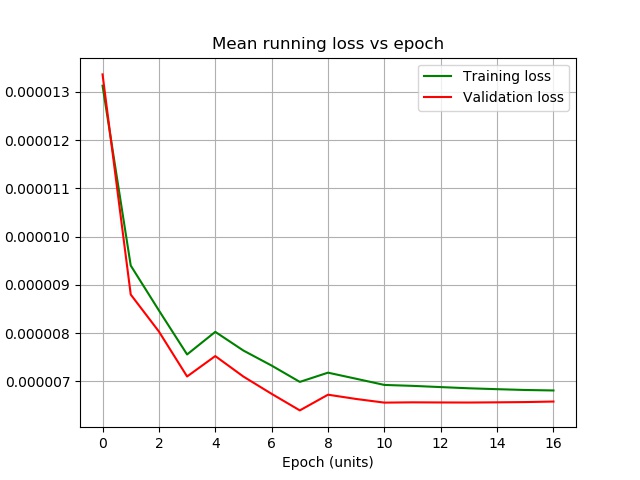 Mean running loss vs epoch
Training loss
Validation loss
0.000013
0.000012
0.000011
0.000010
0.000009
0.000008
0.000007
0 2 4 6 8 10 12 14 16
Epoch (units)